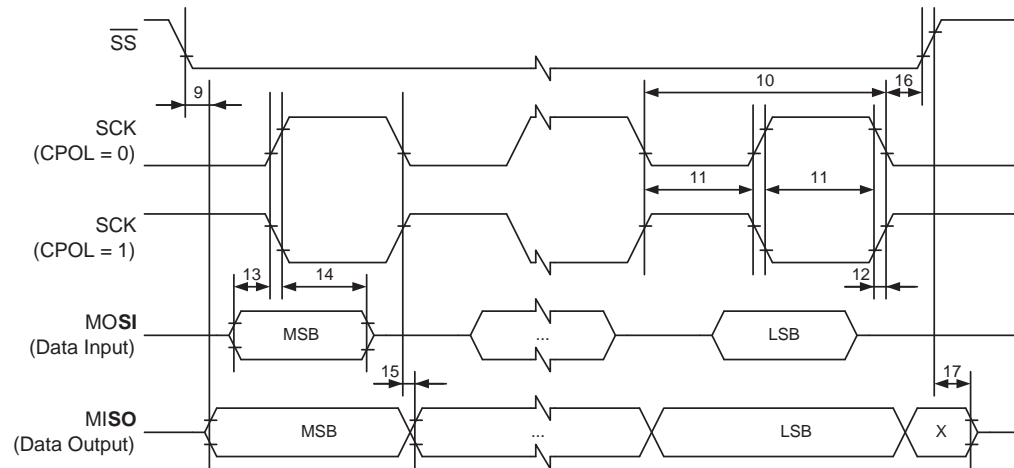 SS
9
10
16
SCK
(CPOL = 0)
11
11
SCK
(CPOL = 1)
13
14
12
MOSI
(Data Input)
MSB
...
LSB
15
17
MISO
(Data Output)
MSB
...
LSB
X